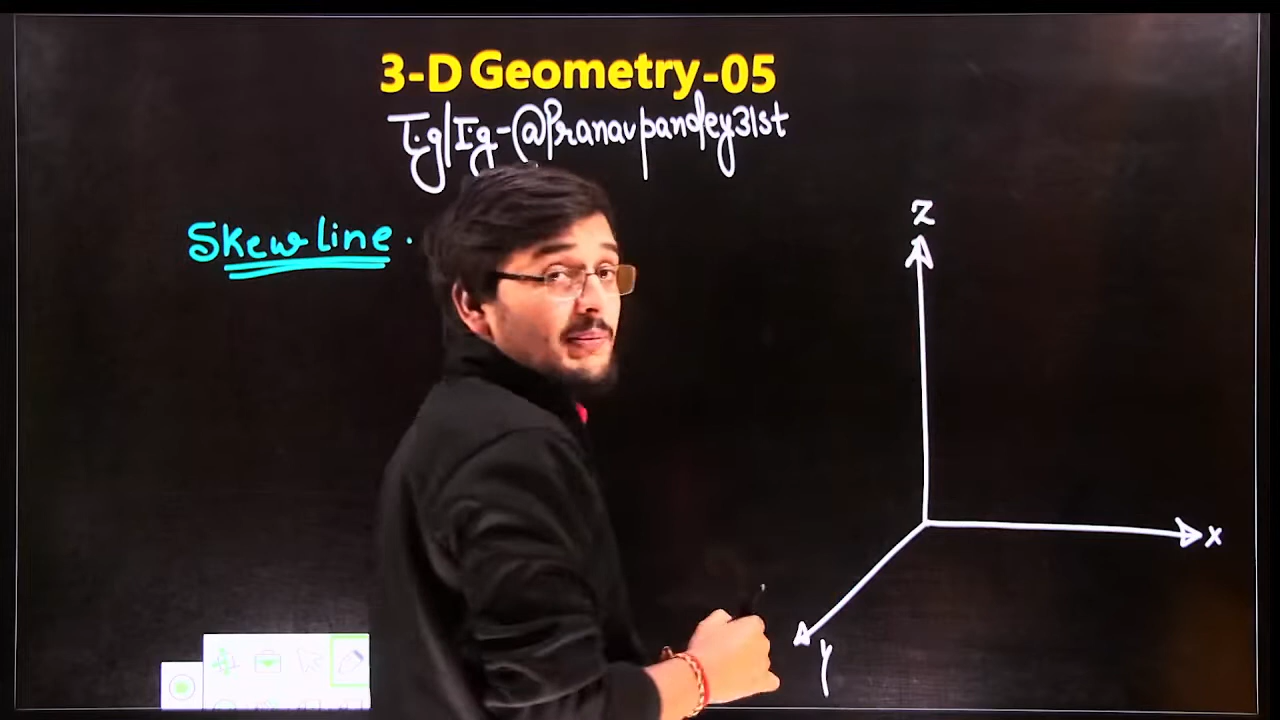 3-D Geometry-05
T.g/I.g-@Pranavpandey31st
Skew line.
Z
X
Y